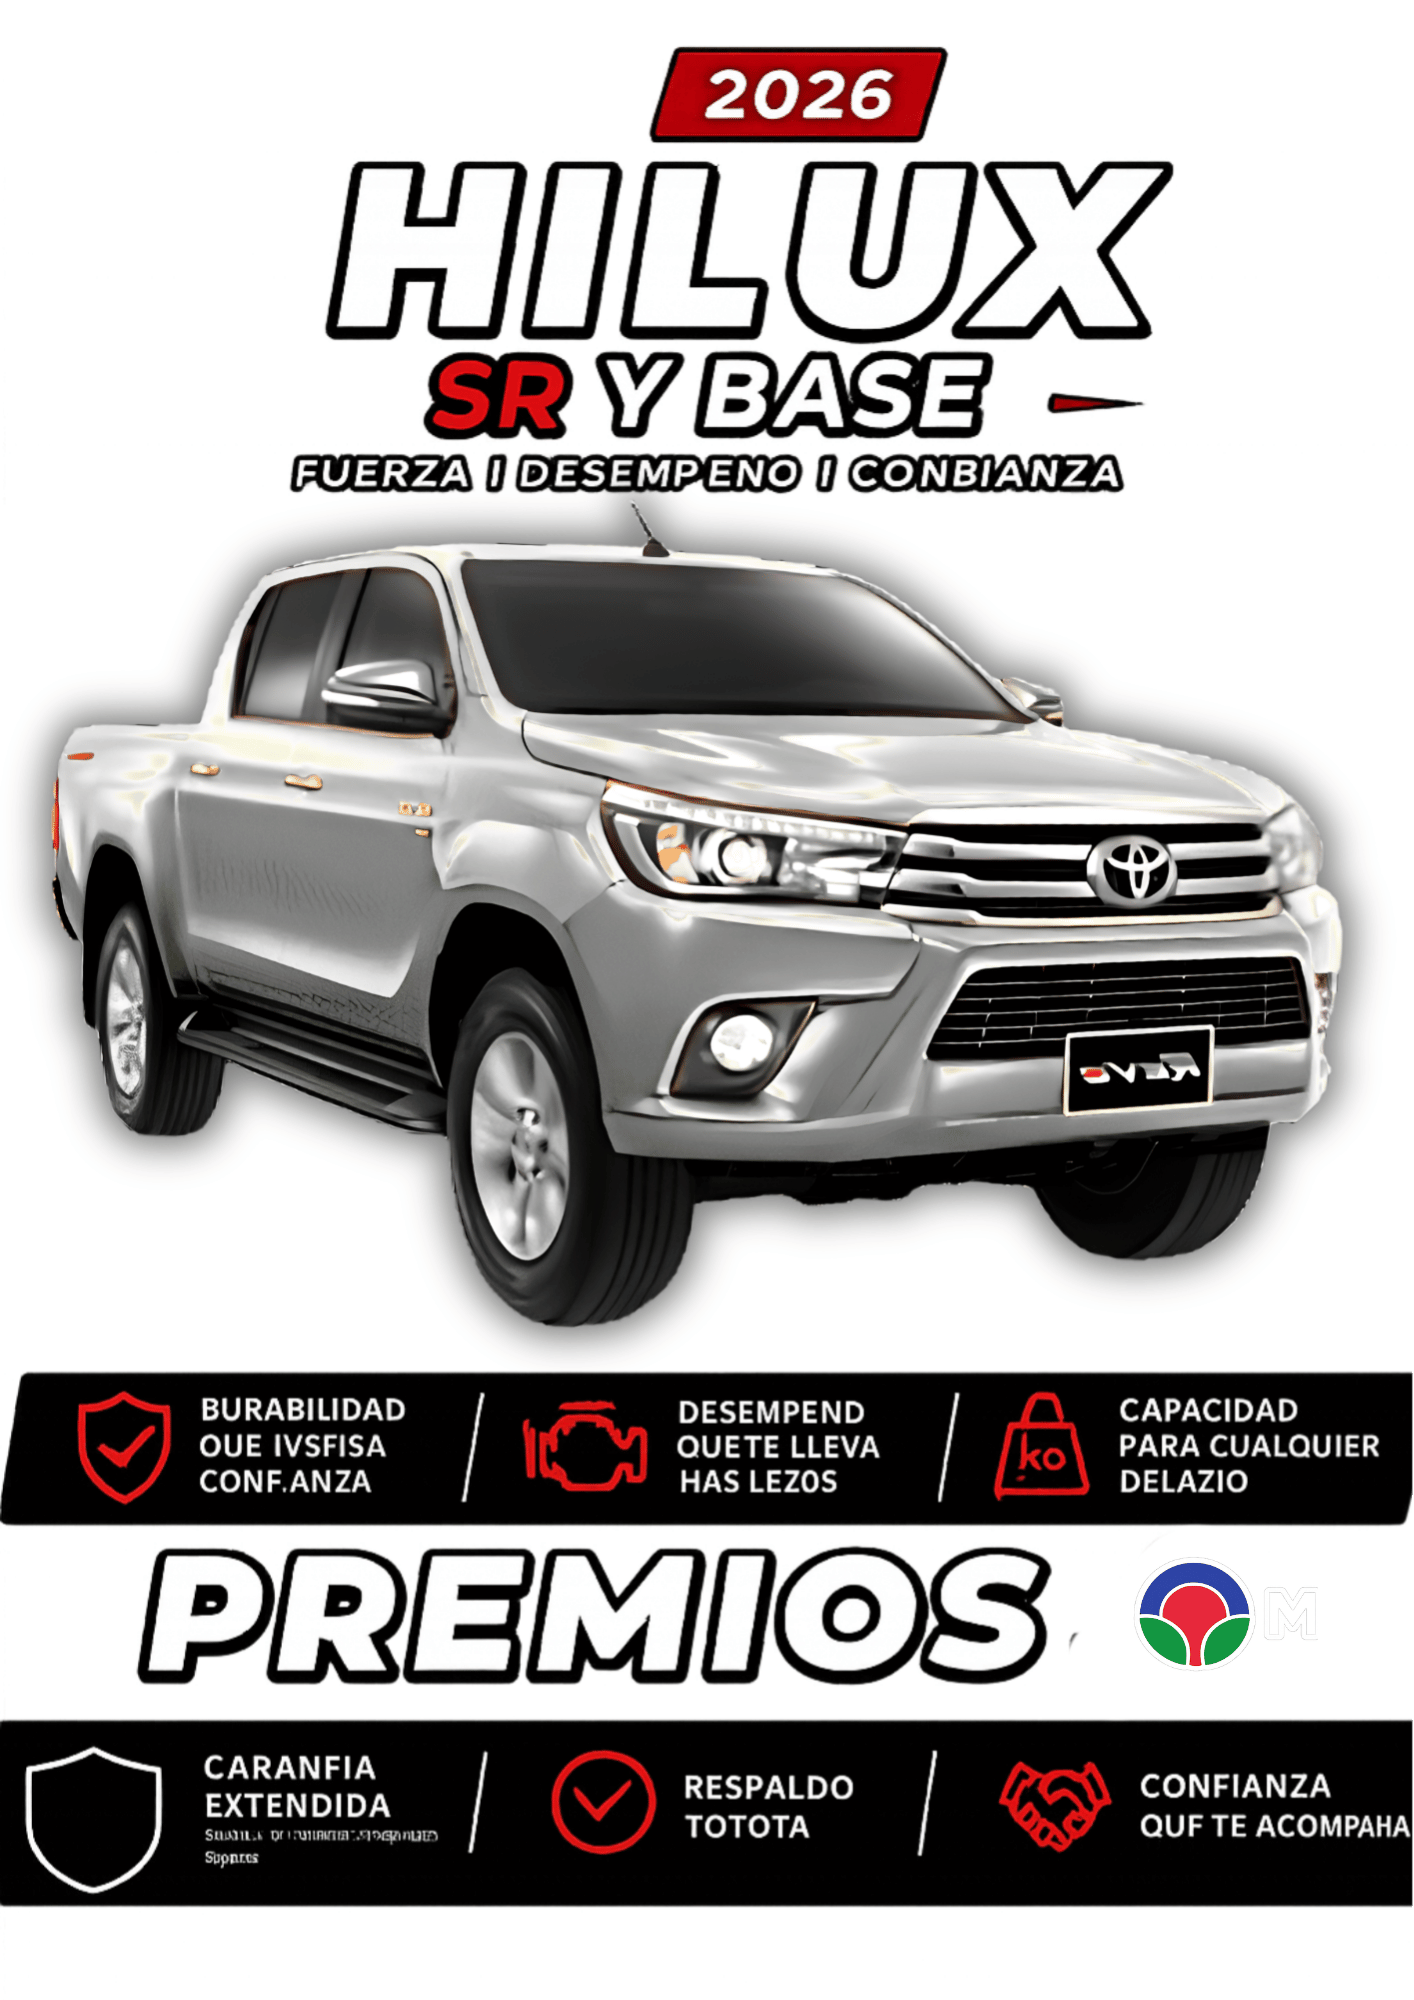 2026
HILUX
SR Y BASE
FUERZA | DESEMPENO | CONBIANZA
BURABILIDAD
OUE IVSFISA
CONF.ANZA
DESEMPEND
QUETE LLEVA
HAS LEZOS
ko
CAPACIDAD
PARA CUALQUIER
DELAZIO
PREMIOS
M
CARANFIA
EXTENDIDA
RESPALDO
TOTOTA
CONFIANZA
QUF TE ACOMPAHA